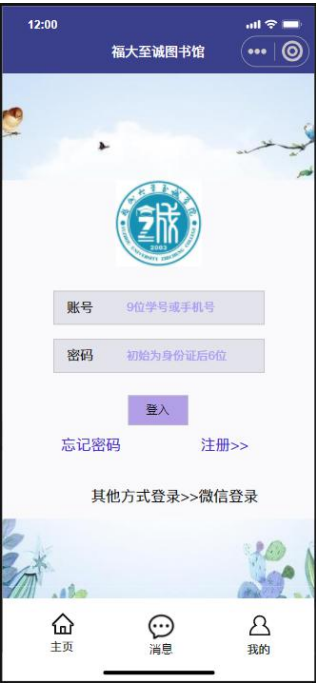 12:00
福大至诚图书馆
诚
2003
账号 9位学号或手机号
密码 初始为身份证后6位
登入
忘记密码 注册>>
其他方式登录>>微信登录
主页 消息 我的